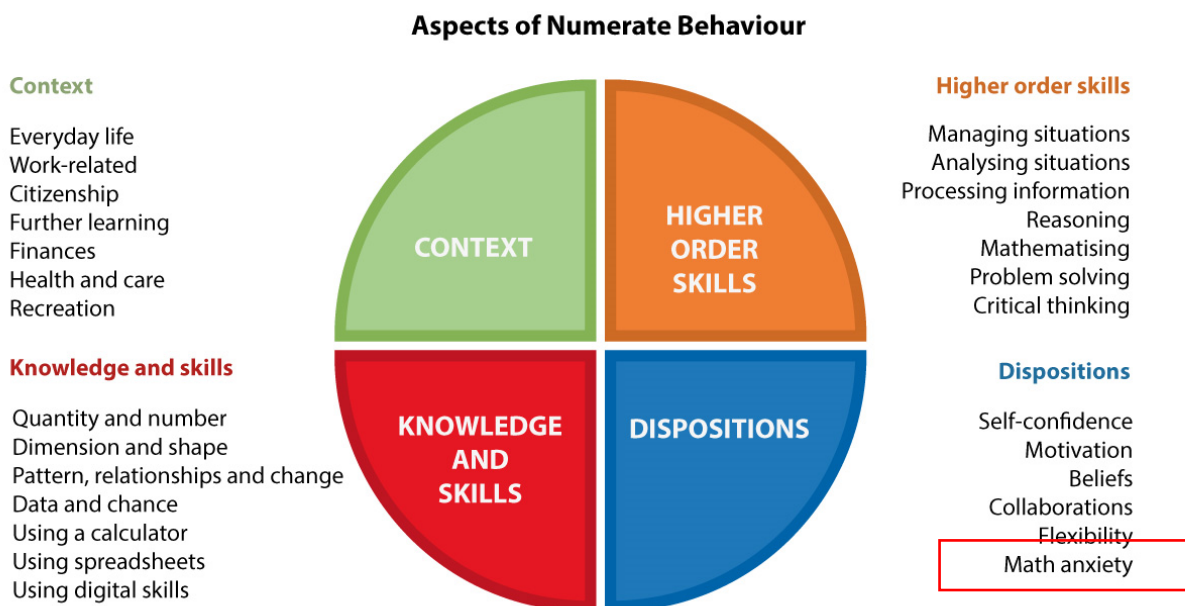 Aspects of Numerate Behaviour
Context
Everyday life
Work-related
Citizenship
Further learning
Finances
Health and care
Recreation
Knowledge and skills
Quantity and number
Dimension and shape
Pattern, relationships and change
Data and chance
Using a calculator
Using spreadsheets
Using digital skills
CONTEXT
HIGHER
ORDER
SKILLS
KNOWLEDGE
AND
SKILLS
DISPOSITIONS
Higher order skills
Managing situations
Analysing situations
Processing information
Reasoning
Mathematising
Problem solving
Critical thinking
Dispositions
Self-confidence
Motivation
Beliefs
Collaborations
Flexibility
Math anxiety